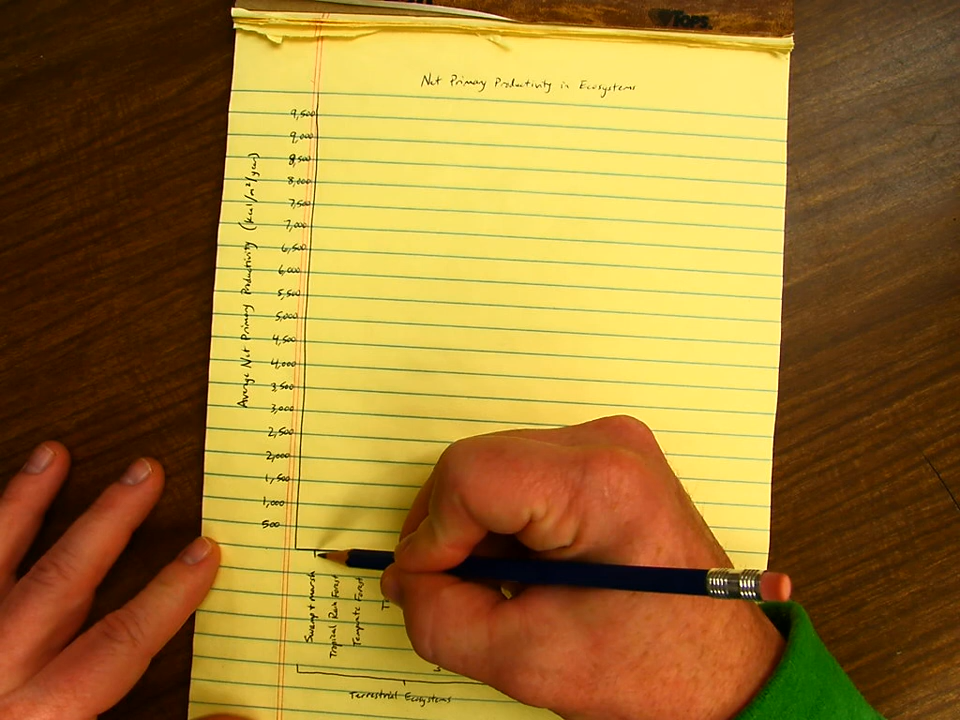 Tops
Net Primary Productivity in Ecosystems
Average Net Primary Productivity (kcal/m²/year)
9,500
9,000
8,500
8,000
7,500
7,000
6,500
6,000
5,500
5,000
4,500
4,000
3,500
3,000
2,500
2,000
1,500
1,000
500
Swamp + marsh
Tropical Rain Forest
Temperate Forest
Terrestrial Ecosystems